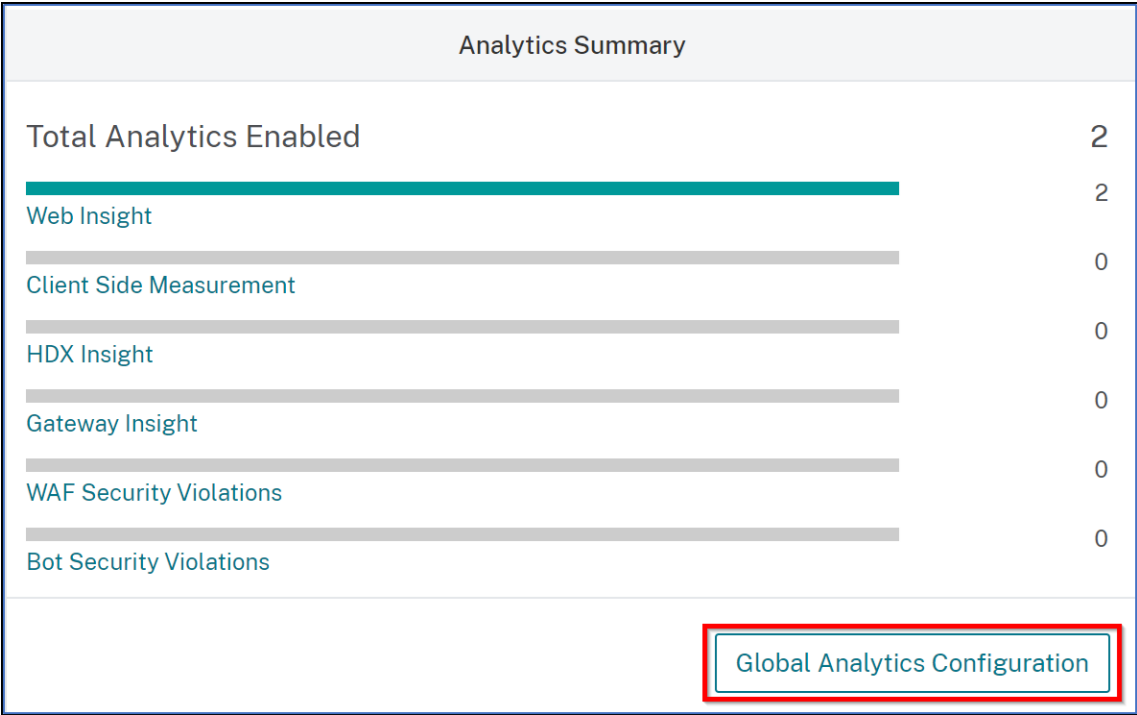 Analytics Summary
Total Analytics Enabled 2
2
Web Insight
0
Client Side Measurement
0
HDX Insight
0
Gateway Insight
0
WAF Security Violations
0
Bot Security Violations
Global Analytics Configuration